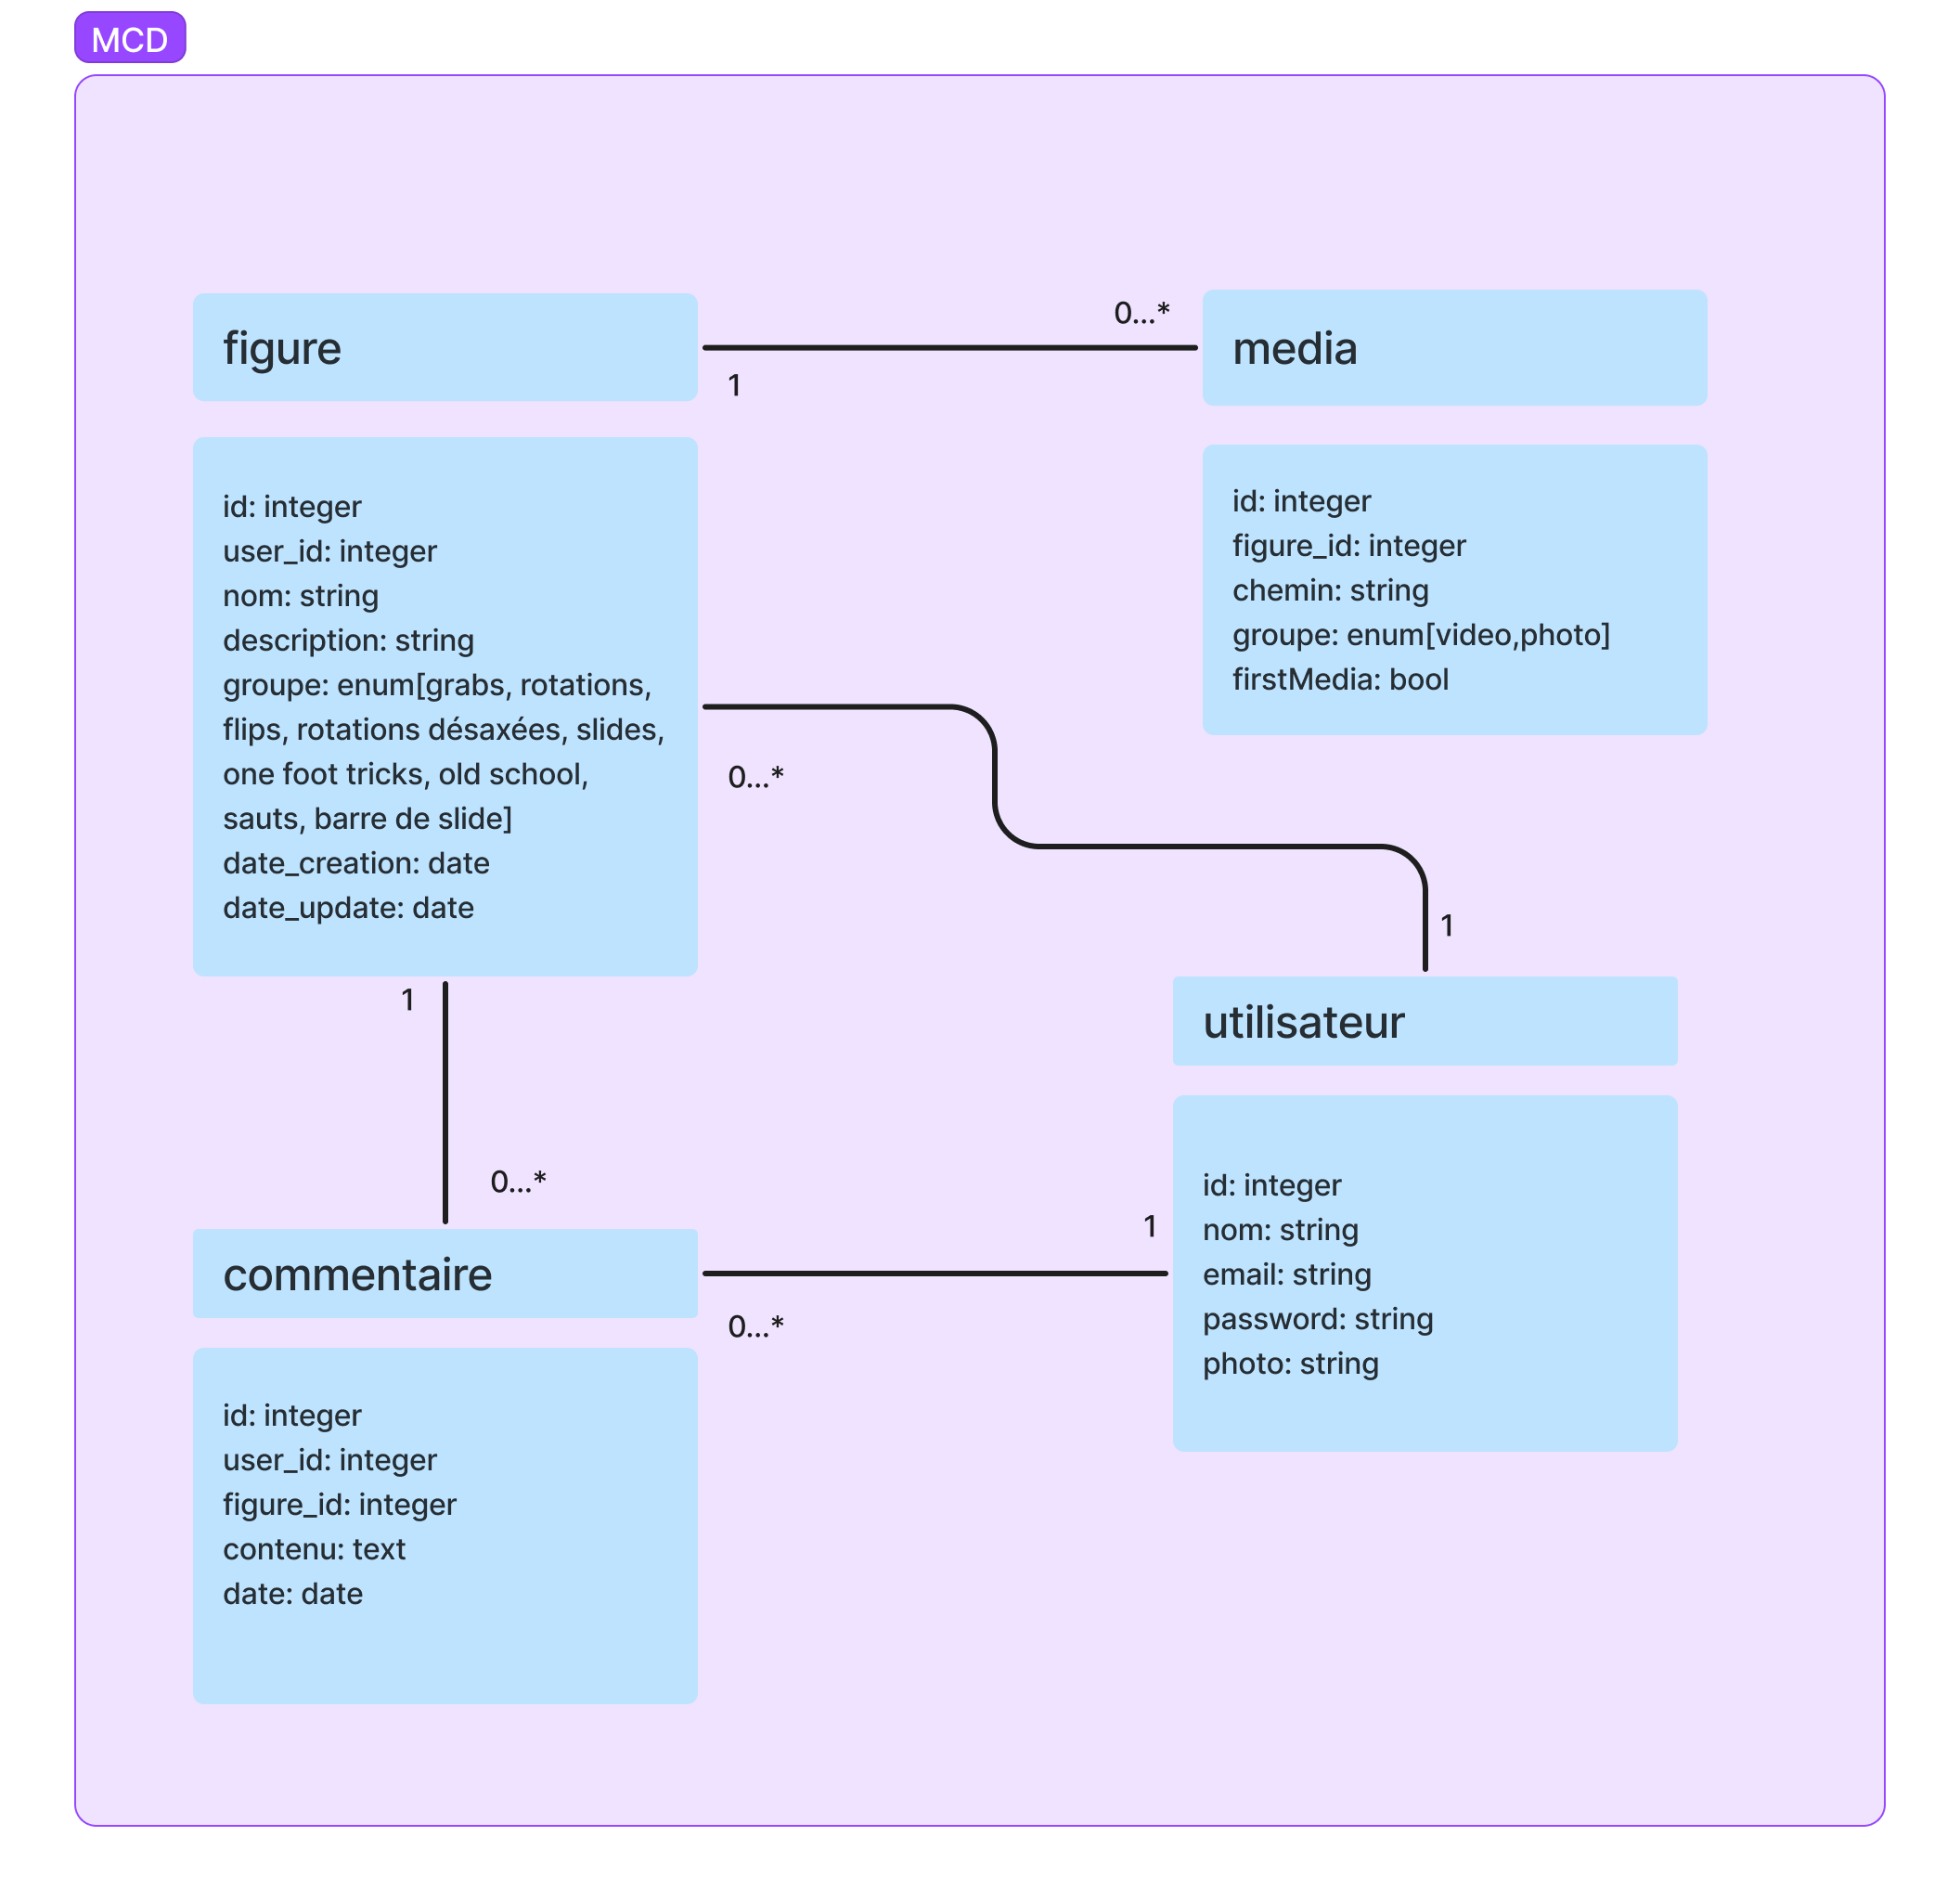 MCD
figure
1
0...*
media
id: integer
user_id: integer
nom: string
description: string
groupe: enum[grabs, rotations,
flips, rotations désaxées, slides,
one foot tricks, old school,
sauts, barre de slide]
date_creation: date
date_update: date
id: integer
figure_id: integer
chemin: string
groupe: enum[video,photo]
firstMedia: bool
0...*
1
1
0...*
utilisateur
id: integer
nom: string
email: string
password: string
photo: string
commentaire
0...*
1
id: integer
user_id: integer
figure_id: integer
contenu: text
date: date